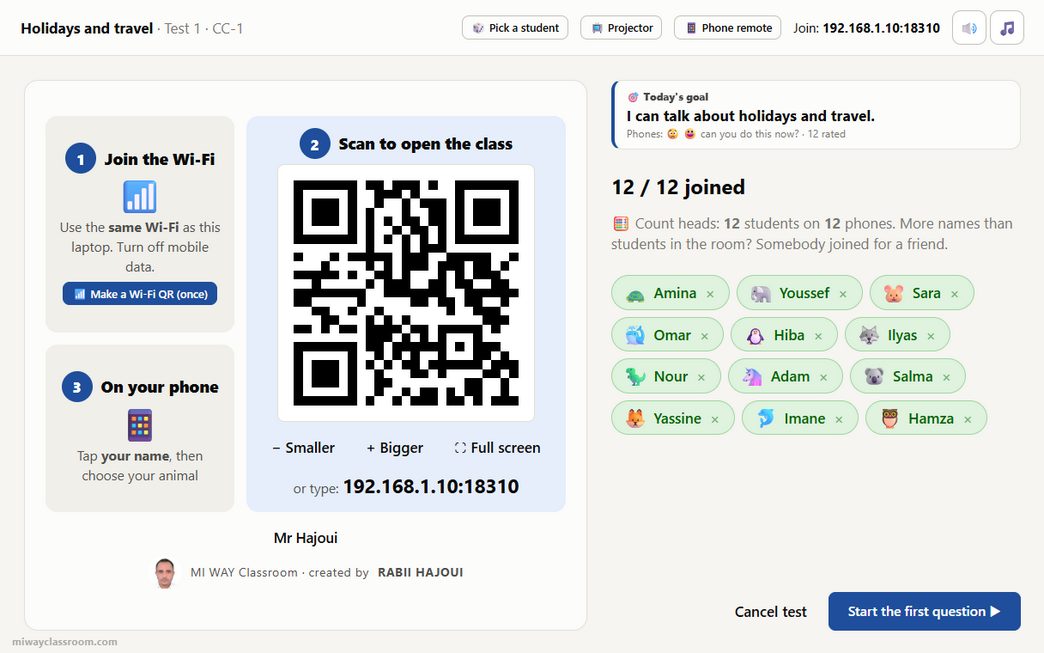 Holidays and travel · Test 1 · CC-1
Pick a student
Projector
Phone remote
Join: 192.168.1.10:18310
1 Join the Wi-Fi
Use the same Wi-Fi as this
laptop. Turn off mobile
data.
Make a Wi-Fi QR (once)
2 Scan to open the class
− Smaller
+ Bigger
Full screen
or type: 192.168.1.10:18310
3 On your phone
Tap your name, then
choose your animal
Mr Hajoui
MI WAY Classroom · created by RABII HAJOUI
Today's goal
I can talk about holidays and travel.
Phones: can you do this now? · 12 rated
12 / 12 joined
Count heads: 12 students on 12 phones. More names than
students in the room? Somebody joined for a friend.
Amina × Youssef × Sara ×
Omar × Hiba × Ilyas ×
Nour × Adam × Salma ×
Yassine × Imane × Hamza ×
Cancel test
Start the first question ▶
miwayclassroom.com